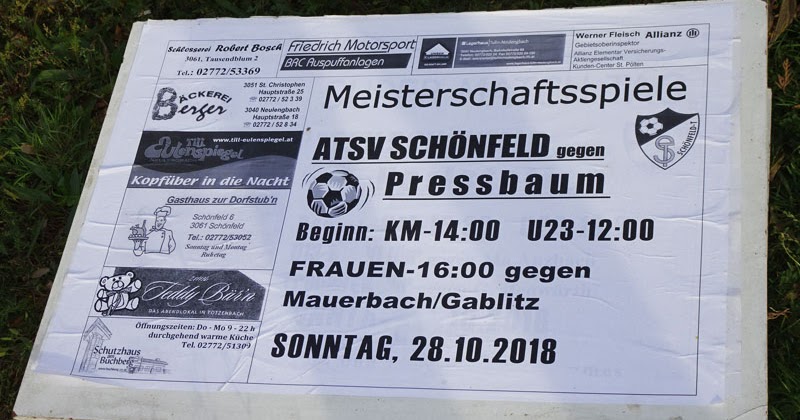 Schlosserei Robert Bosch
3061, Tausendblum 2
Tel.: 02772/53369
Friedrich Motorsport
BRC Auspuffanlagen
Werner Fleisch Allianz
Gebietsoberinspektor
Allianz Elementar Versicherungs-
Aktiengesellschaft
Kunden-Center St. Pölten
BÄCKEREI
Berger
3051 St. Christophen
Hauptstraße 25
☎ 02772 / 52 3 39
3040 Neulengbach
Hauptstraße 18
☎ 02772 / 52 8 34
Till
Eulenspiegel
www.till-eulenspiegel.at
Kopfüber in die Nacht
Gasthaus zur Dorfstub'n
Schönfeld 6
3061 Schönfeld
Tel.: 02772/53052
Sonntag und Montag
Ruhetag
Teddy Bär'n
DAS ABENDLOKAL IN TOTZENBACH
Öffnungszeiten: Do - Mo 9 - 22 h
durchgehend warme Küche
Tel. 02772/51309
Schutzhaus
am
Buchberg
Meisterschaftsspiele
ATSV SCHÖNFELD gegen
Pressbaum
SCHÖNFELD-T
Beginn: KM-14:00 U23-12:00
FRAUEN-16:00 gegen
Mauerbach/Gablitz
SONNTAG, 28.10.2018